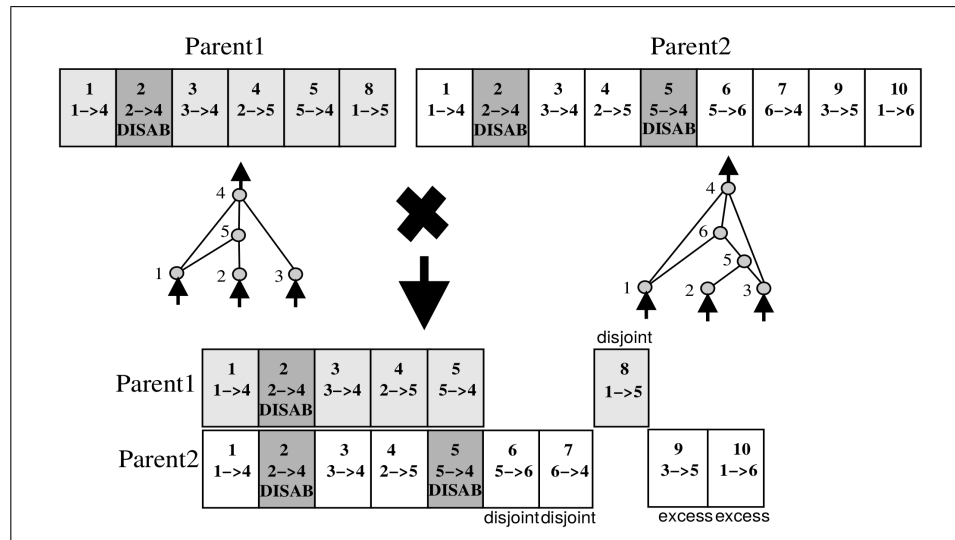 Parent1 Parent2
1 2 3 4 5 8 1 2 3 4 5 6 7 9 10
1->4 2->4 3->4 2->5 5->4 1->5 1->4 2->4 3->4 2->5 5->4 5->6 6->4 3->5 1->6
DISAB DISAB DISAB
4 4
5 6
5
1 2 3 1 2 3
disjoint
Parent1 1 2 3 4 5 8
1->4 2->4 3->4 2->5 5->4 1->5
DISAB
Parent2 1 2 3 4 5 6 7 9 10
1->4 2->4 3->4 2->5 5->4 5->6 6->4 3->5 1->6
DISAB DISAB
disjoint disjoint excess excess